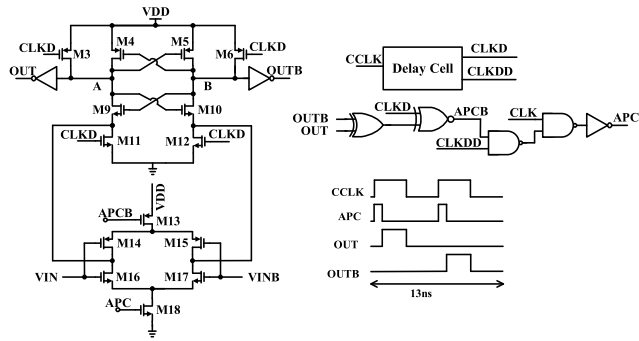 VDD
CLKD M3 M4 M5 M6 CLKD
OUT A B OUTB
M9 M10
CLKD M11 M12 CLKD
VDD
APCB M13
M14 M15
VIN M16 M17 VINB
APC M18
CCLK Delay Cell CLKD
CLKDD
OUTB CLKD APCB CLK APC
OUT
CLKDD
CCLK
APC
OUT
OUTB
13ns